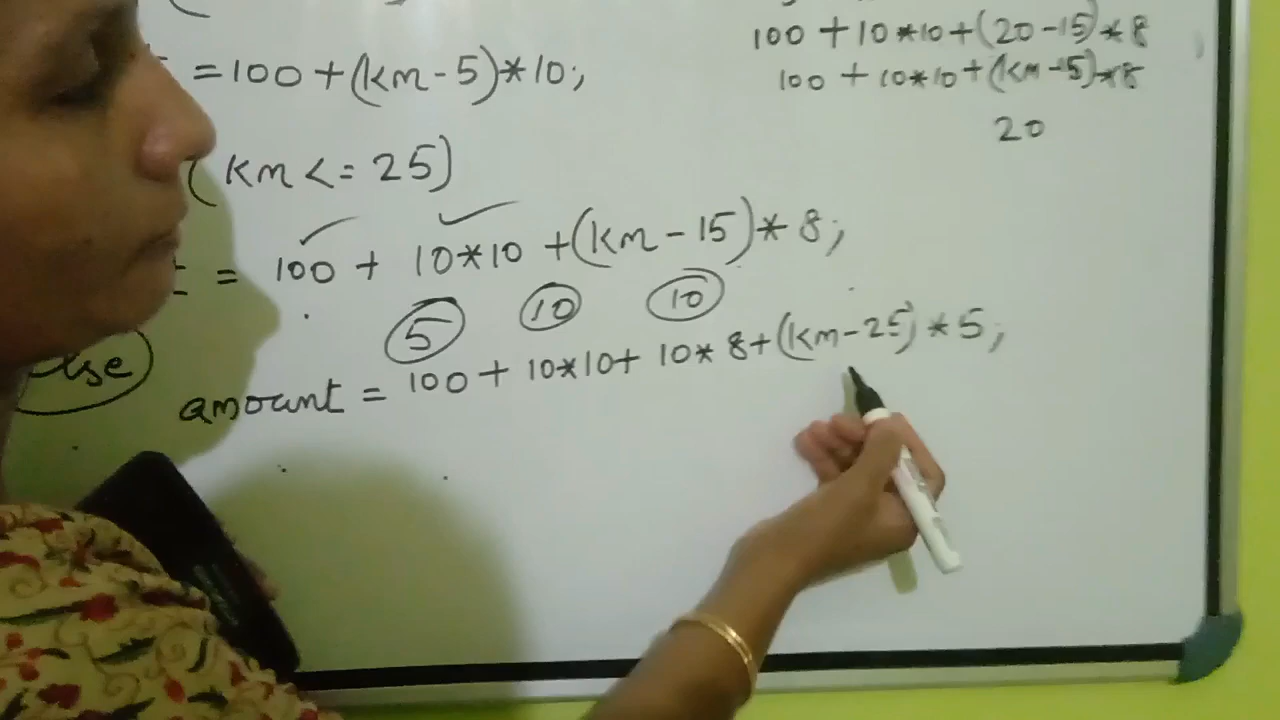 = 100 + (km - 5) * 10;
100 + 10*10 + (20 - 15) * 8
100 + 10*10 + (km - 15) * 8
20
(km <= 25)
t = 100 + 10*10 + (km - 15) * 8;
5 10 10
else
amount = 100 + 10*10 + 10*8 + (km - 25) * 5;